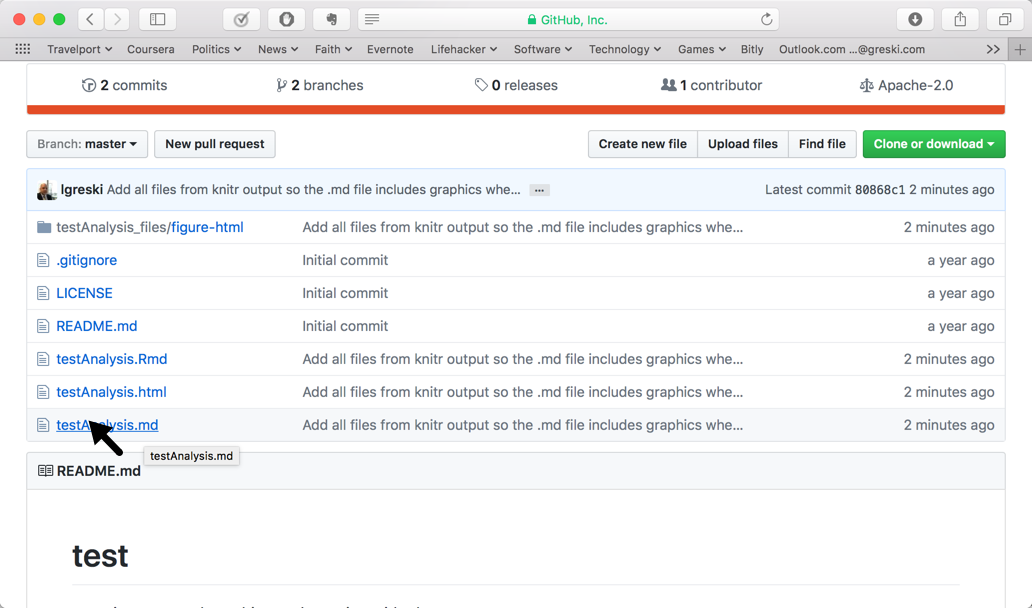 GitHub, Inc.
Travelport Coursera Politics News Faith Evernote Lifehacker Software Technology Games Bitly Outlook.com ...@greski.com
2 commits 2 branches 0 releases 1 contributor Apache-2.0
Branch: master New pull request Create new file Upload files Find file Clone or download
lgreski Add all files from knitr output so the .md file includes graphics whe... ... Latest commit 80868c1 2 minutes ago
testAnalysis_files/figure-html Add all files from knitr output so the .md file includes graphics whe... 2 minutes ago
.gitignore Initial commit a year ago
LICENSE Initial commit a year ago
README.md Initial commit a year ago
testAnalysis.Rmd Add all files from knitr output so the .md file includes graphics whe... 2 minutes ago
testAnalysis.html Add all files from knitr output so the .md file includes graphics whe... 2 minutes ago
testAnalysis.md Add all files from knitr output so the .md file includes graphics whe... 2 minutes ago
testAnalysis.md
README.md
test